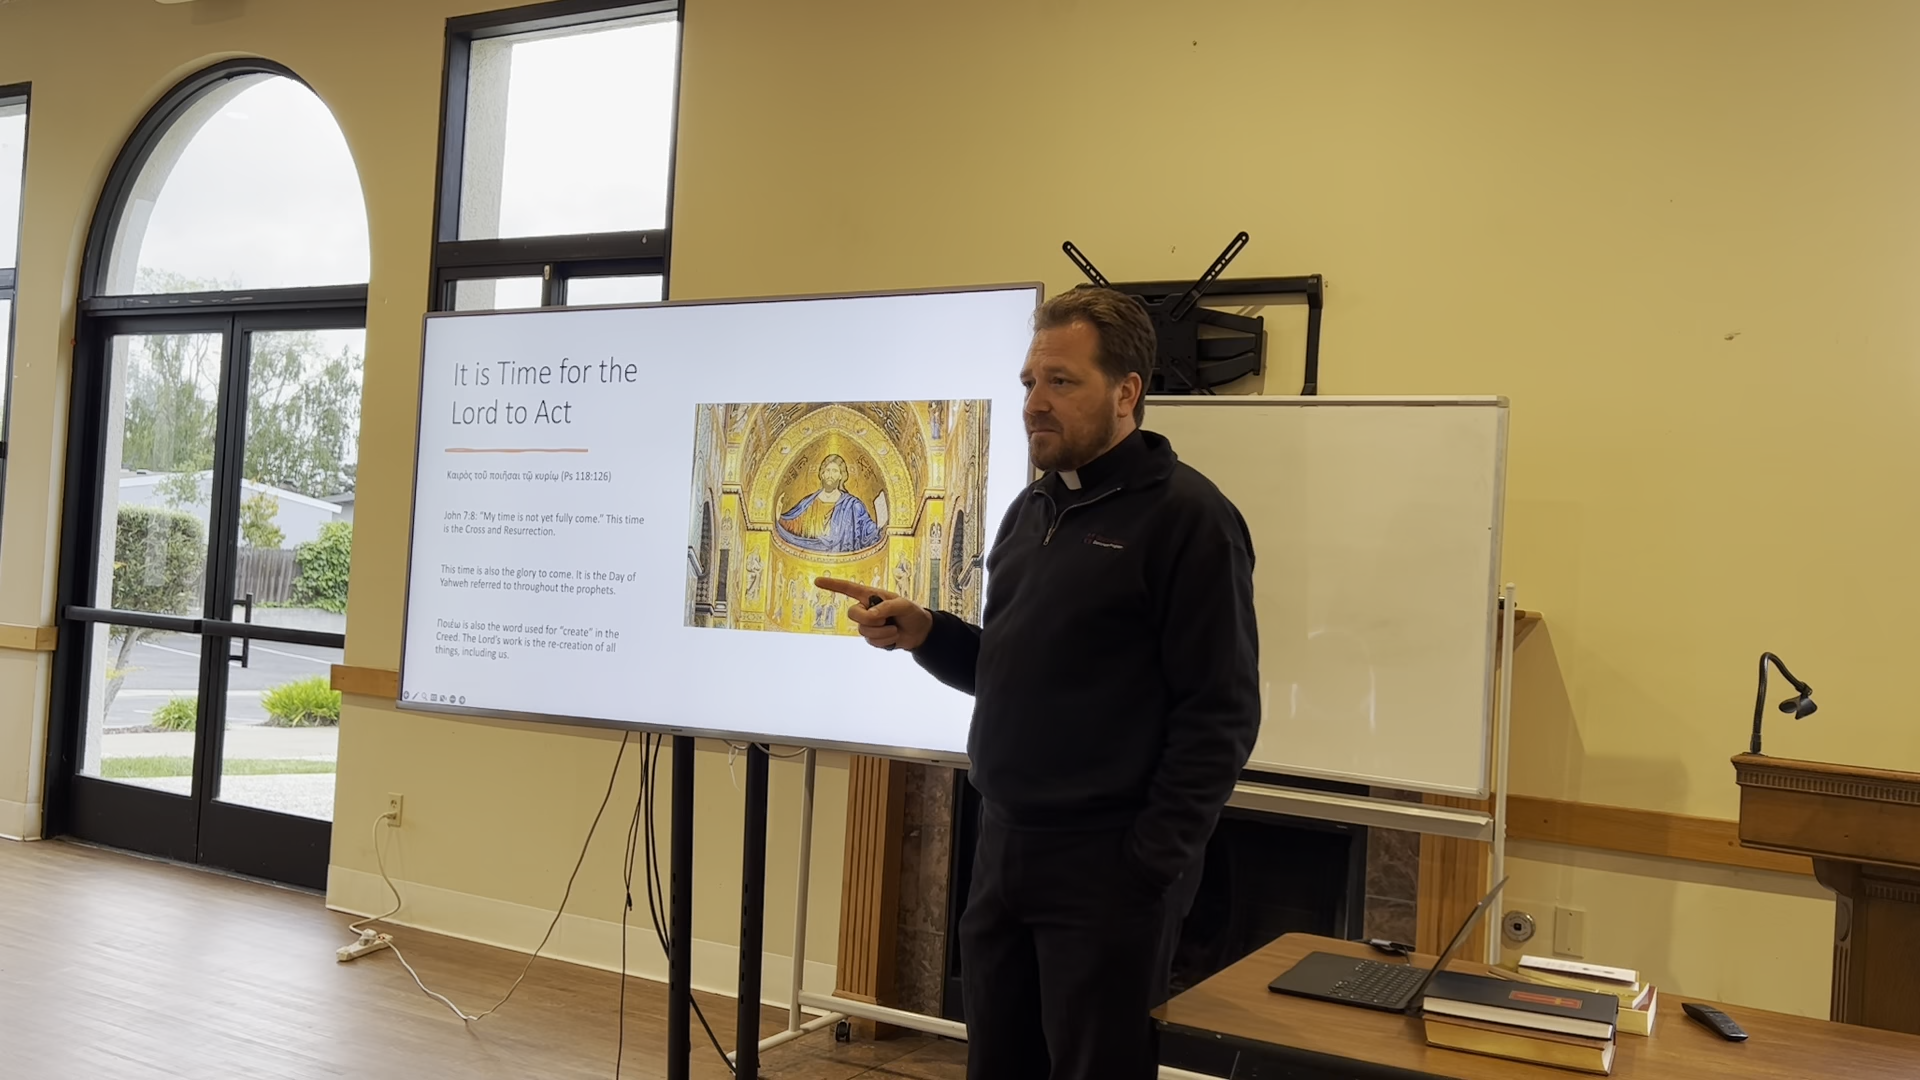 It is Time for the
Lord to Act
Καιρὸς τοῦ ποιῆσαι τῷ κυρίῳ (Ps 118:126)
John 7:8: “My time is not yet fully come.” This time
is the Cross and Resurrection.
This time is also the glory to come. It is the Day of
Yahweh referred to throughout the prophets.
Ποιέω is also the word used for “create” in the
Creed. The Lord’s work is the re-creation of all
things, including us.